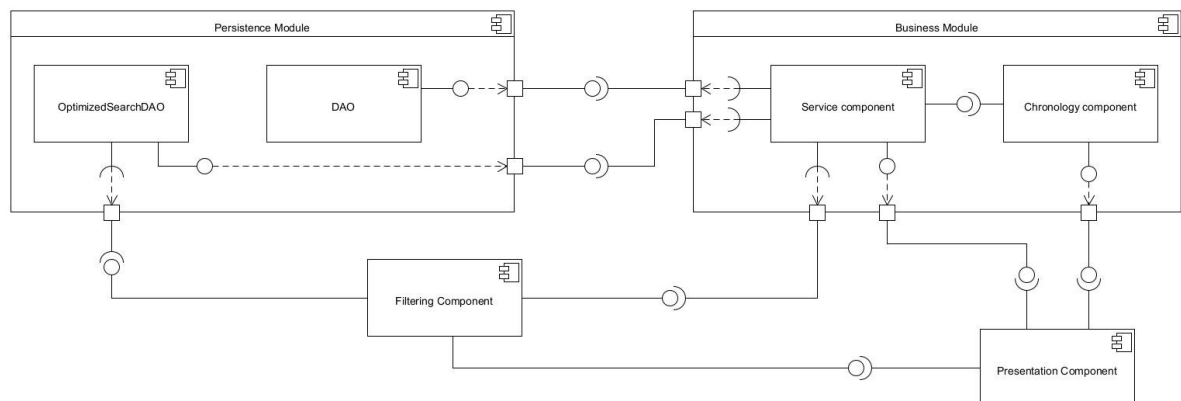 Persistence Module
Business Module
OptimizedSearchDAO
DAO
Service component
Chronology component
Filtering Component
Presentation Component